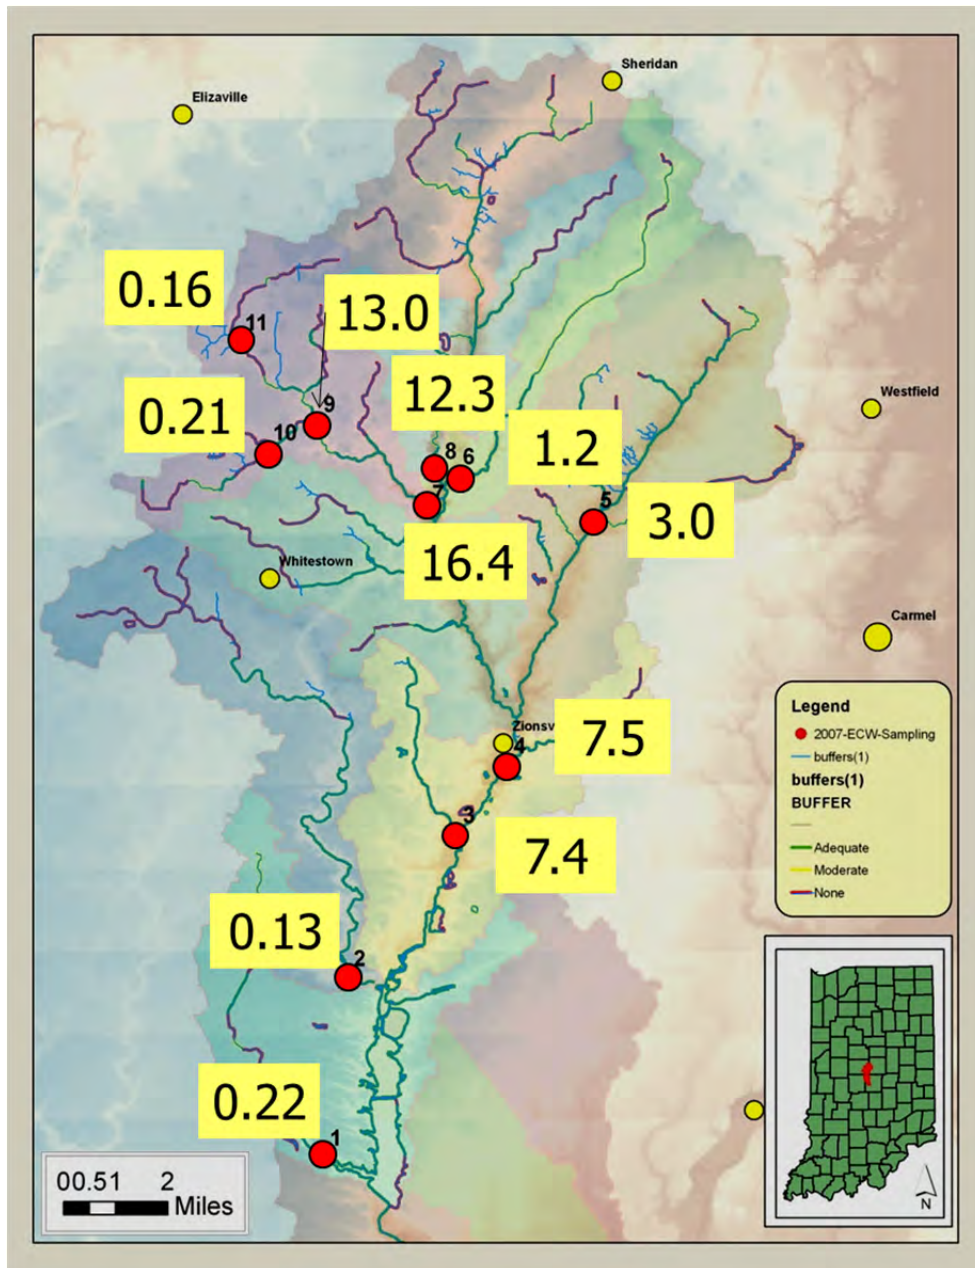 Sheridan
Elizaville
0.16
11
13.0
12.3
Westfield
0.21
10
9
8
6
1.2
7
5
3.0
16.4
Whitestown
Carmel
Legend
2007-ECW-Sampling
buffers(1)
buffers(1)
BUFFER
Adequate
Moderate
None
Zionsv
4
7.5
3
7.4
0.13
2
0.22
1
00.51 2
Miles
N